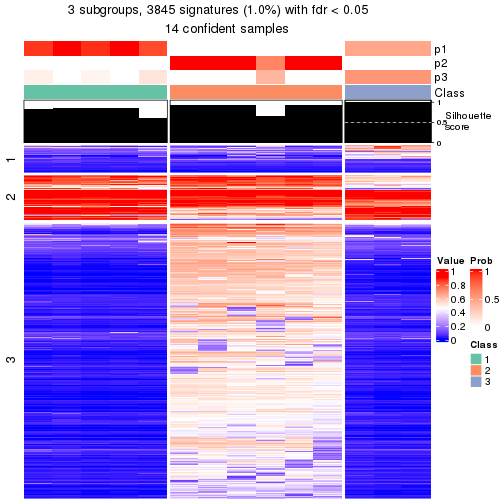 3 subgroups, 3845 signatures (1.0%) with fdr < 0.05
14 confident samples
p1
p2
p3
Class
1
0.5
0
Silhouette
score
1
2
3
Value
1
0.8
0.6
0.4
0.2
0
Prob
1
0.5
0
Class
1
2
3